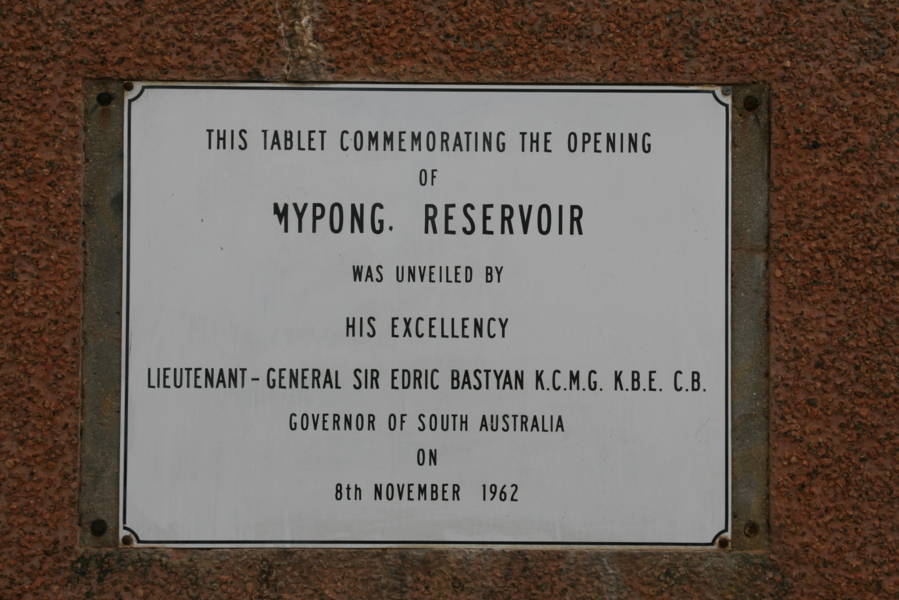 THIS TABLET COMMEMORATING THE OPENING
OF
MYPONG. RESERVOIR
WAS UNVEILED BY
HIS EXCELLENCY
LIEUTENANT-GENERAL SIR EDRIC BASTYAN K.C.M.G. K.B.E. C.B.
GOVERNOR OF SOUTH AUSTRALIA
ON
8th NOVEMBER 1962